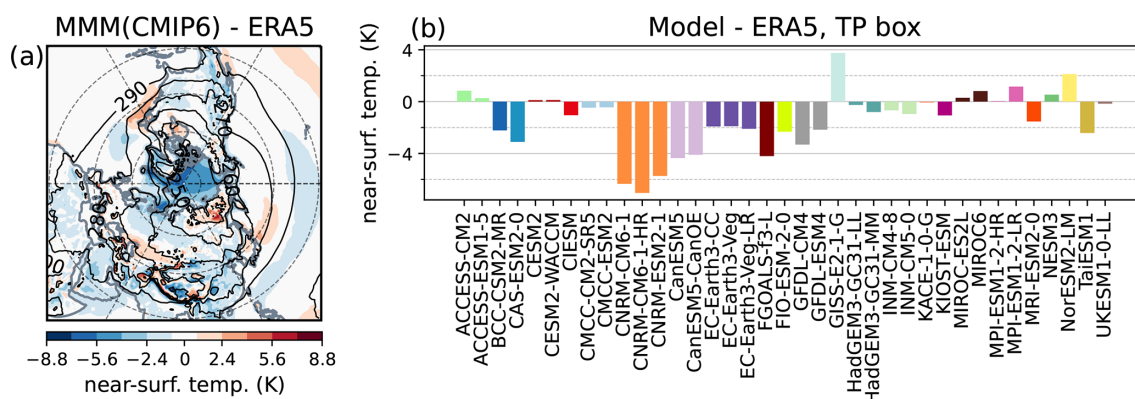 MMM(CMIP6) - ERA5
(a)
290
−8.8 −5.6 −2.4 0 2.4 5.6 8.8
near-surf. temp. (K)
(b)
Model - ERA5, TP box
near-surf. temp. (K)
4
0
−4
ACCESS-CM2
ACCESS-ESM1-5
BCC-CSM2-MR
CAS-ESM2-0
CESM2
CESM2-WACCM
CIESM
CMCC-CM2-SR5
CMCC-ESM2
CNRM-CM6-1
CNRM-CM6-1-HR
CNRM-ESM2-1
CanESM5
CanESM5-CanOE
EC-Earth3-CC
EC-Earth3-Veg
EC-Earth3-Veg-LR
FGOALS-f3-L
FIO-ESM-2-0
GFDL-CM4
GFDL-ESM4
GISS-E2-1-G
HadGEM3-GC31-LL
HadGEM3-GC31-MM
INM-CM4-8
INM-CM5-0
KACE-1-0-G
KIOST-ESM
MIROC-ES2L
MIROC6
MPI-ESM1-2-HR
MPI-ESM1-2-LR
MRI-ESM2-0
NESM3
NorESM2-LM
TaiESM1
UKESM1-0-LL